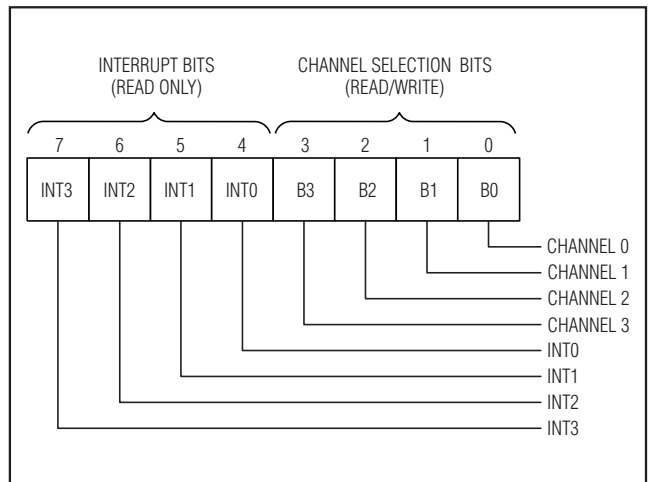 INTERRUPT BITS
(READ ONLY)
CHANNEL SELECTION BITS
(READ/WRITE)
7 6 5 4 3 2 1 0
INT3 INT2 INT1 INT0 B3 B2 B1 B0
CHANNEL 0
CHANNEL 1
CHANNEL 2
CHANNEL 3
INT0
INT1
INT2
INT3